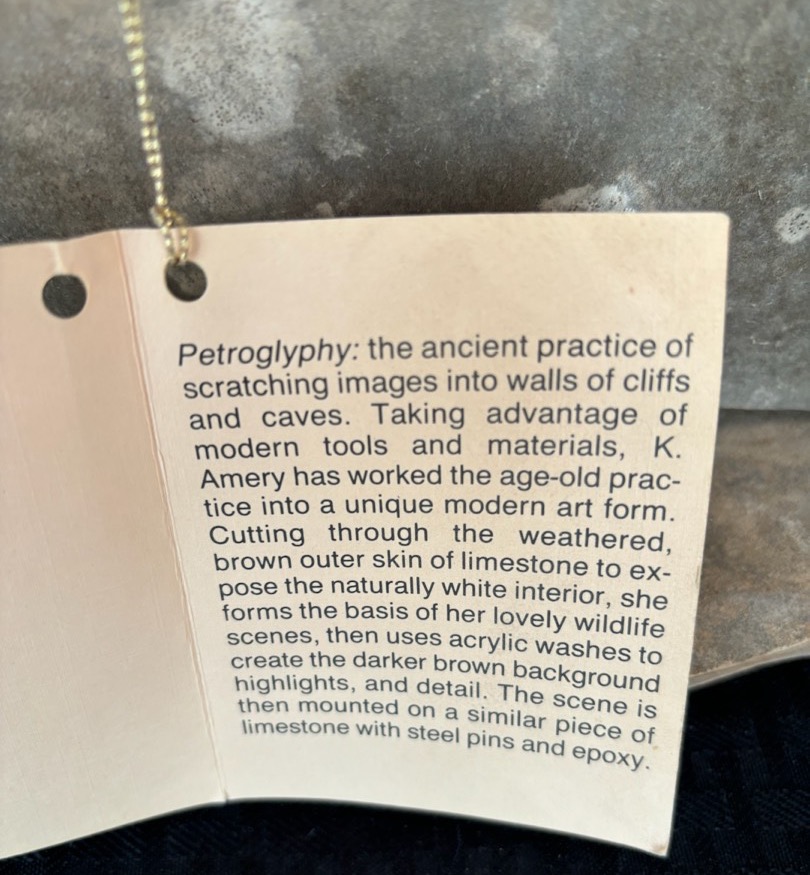 Petroglyphy: the ancient practice of
scratching images into walls of cliffs
and caves. Taking advantage of
modern tools and materials, K.
Amery has worked the age-old prac-
tice into a unique modern art form.
Cutting through the weathered,
brown outer skin of limestone to ex-
pose the naturally white interior, she
forms the basis of her lovely wildlife
scenes, then uses acrylic washes to
create the darker brown background
highlights, and detail. The scene is
then mounted on a similar piece of
limestone with steel pins and epoxy.